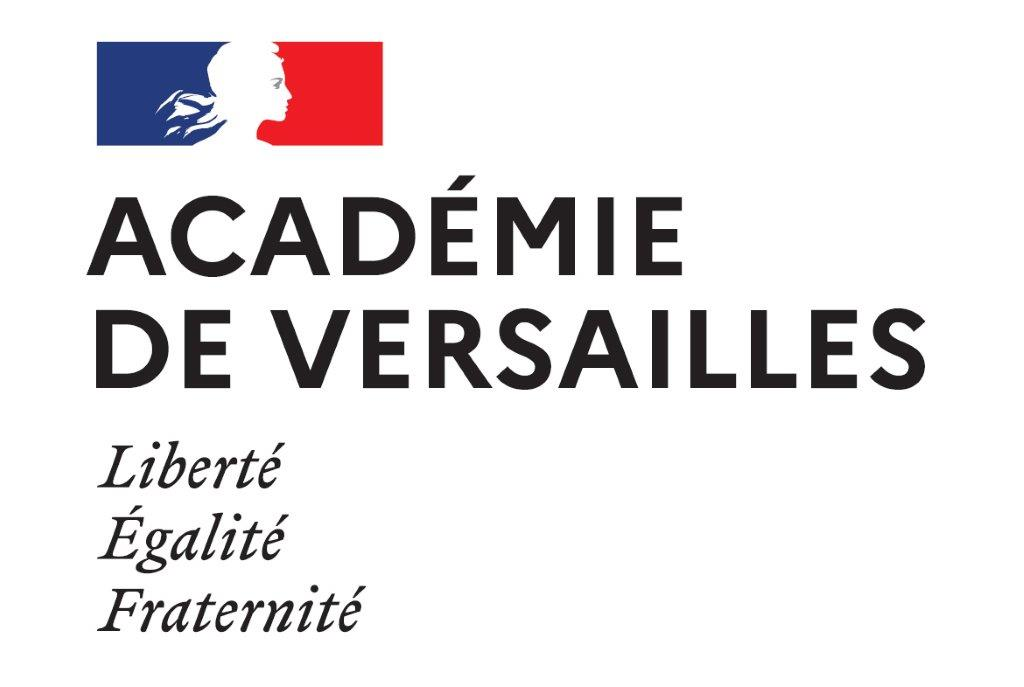 ACADÉMIE
DE VERSAILLES
Liberté
Égalité
Fraternité